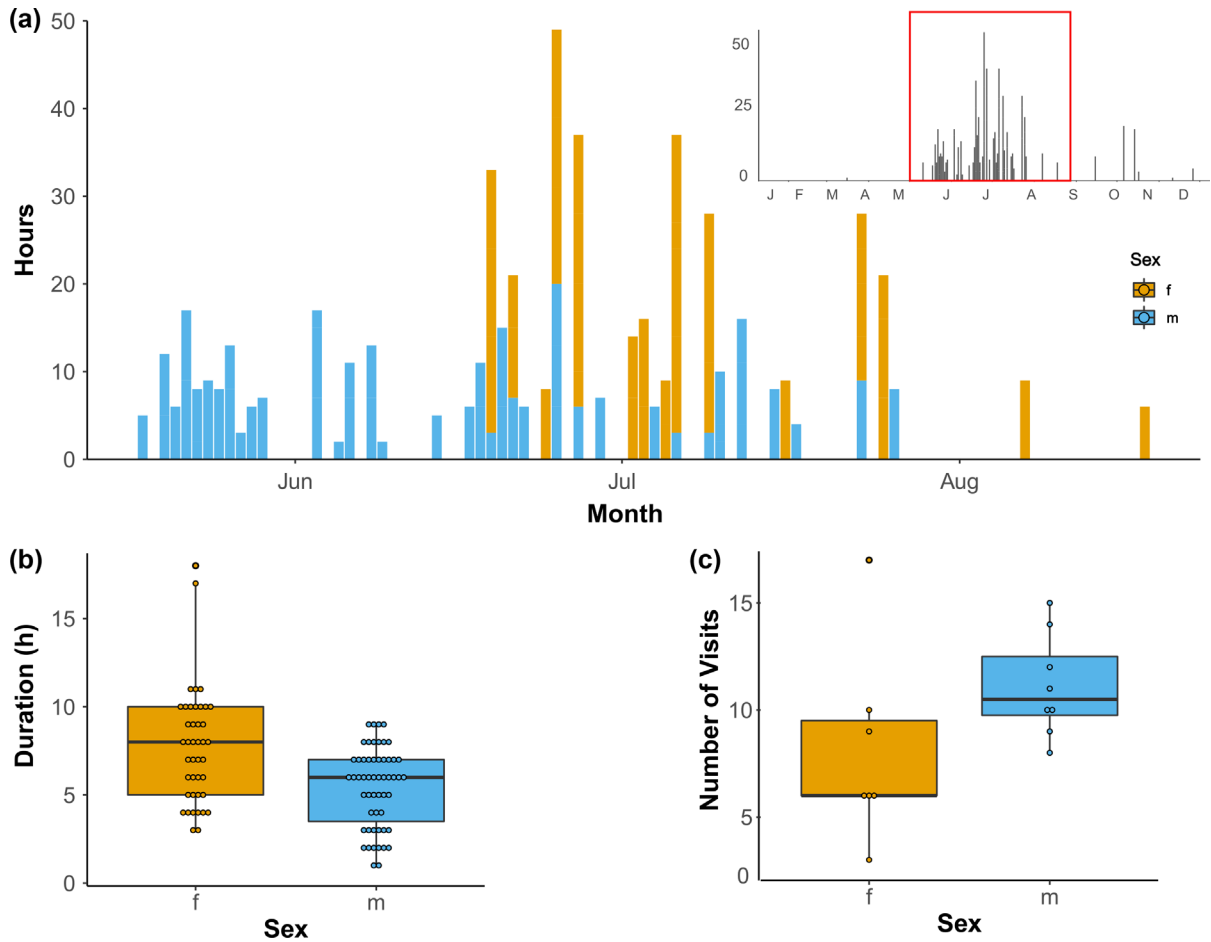 (a)
Hours
50
40
30
20
10
0
Jun
Jul
Aug
Month
50
25
0
J F M A M J J A S O N D
Sex
f
m
(b)
Duration (h)
15
10
5
0
f m
Sex
(c)
Number of Visits
15
10
5
0
f m
Sex